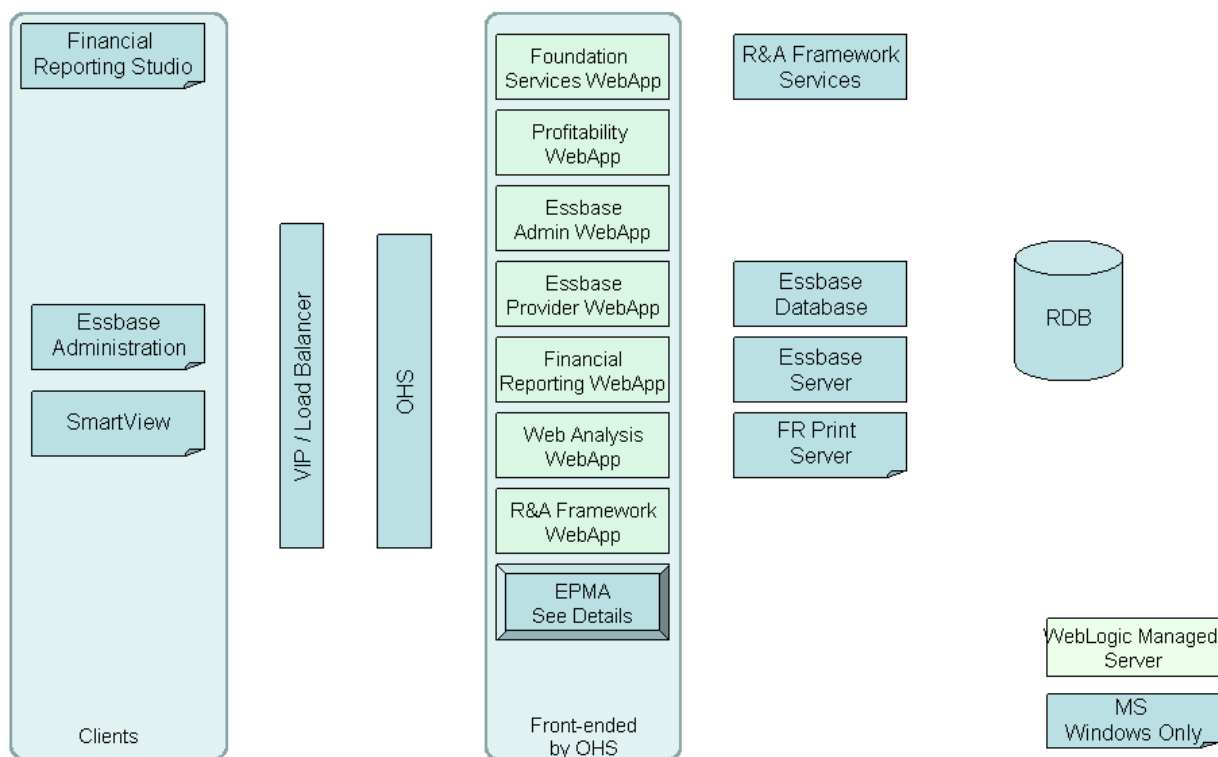 Financial
Reporting Studio
Essbase
Administration
SmartView
Clients
VIP / Load Balancer
OHS
Foundation
Services WebApp
Profitability
WebApp
Essbase
Admin WebApp
Essbase
Provider WebApp
Financial
Reporting WebApp
Web Analysis
WebApp
R&A Framework
WebApp
EPMA
See Details
Front-ended
by OHS
R&A Framework
Services
Essbase
Database
Essbase
Server
FR Print
Server
RDB
WebLogic Managed
Server
MS
Windows Only